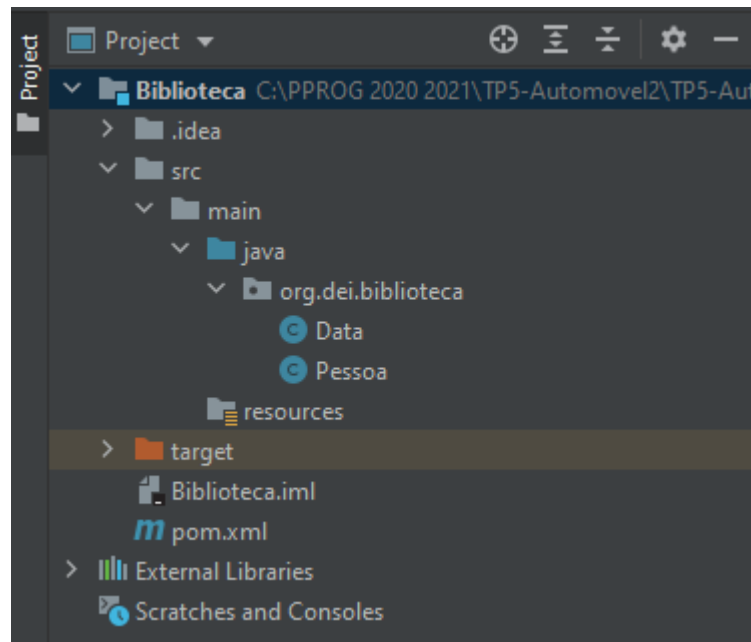 Project
Project
Biblioteca C:\PPROG 2020 2021\TP5-Automovel2\TP5-Aut
.idea
src
main
java
org.dei.biblioteca
C Data
C Pessoa
resources
target
Biblioteca.iml
m pom.xml
External Libraries
Scratches and Consoles